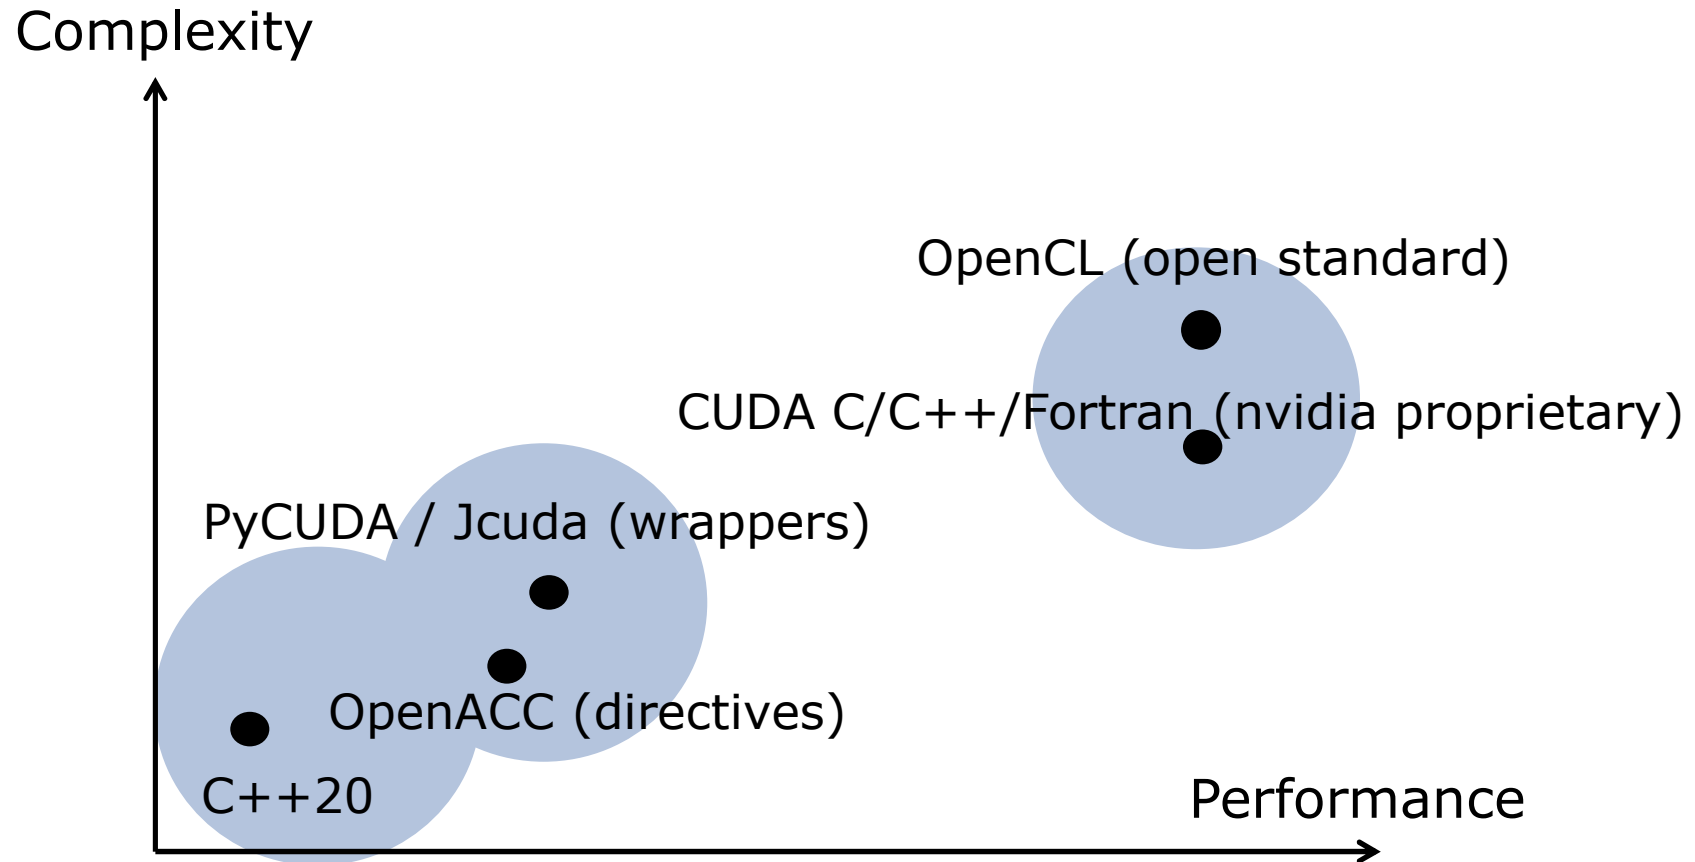 Complexity
OpenCL (open standard)
CUDA C/C++/Fortran (nvidia proprietary)
PyCUDA / Jcuda (wrappers)
OpenACC (directives)
C++20
Performance